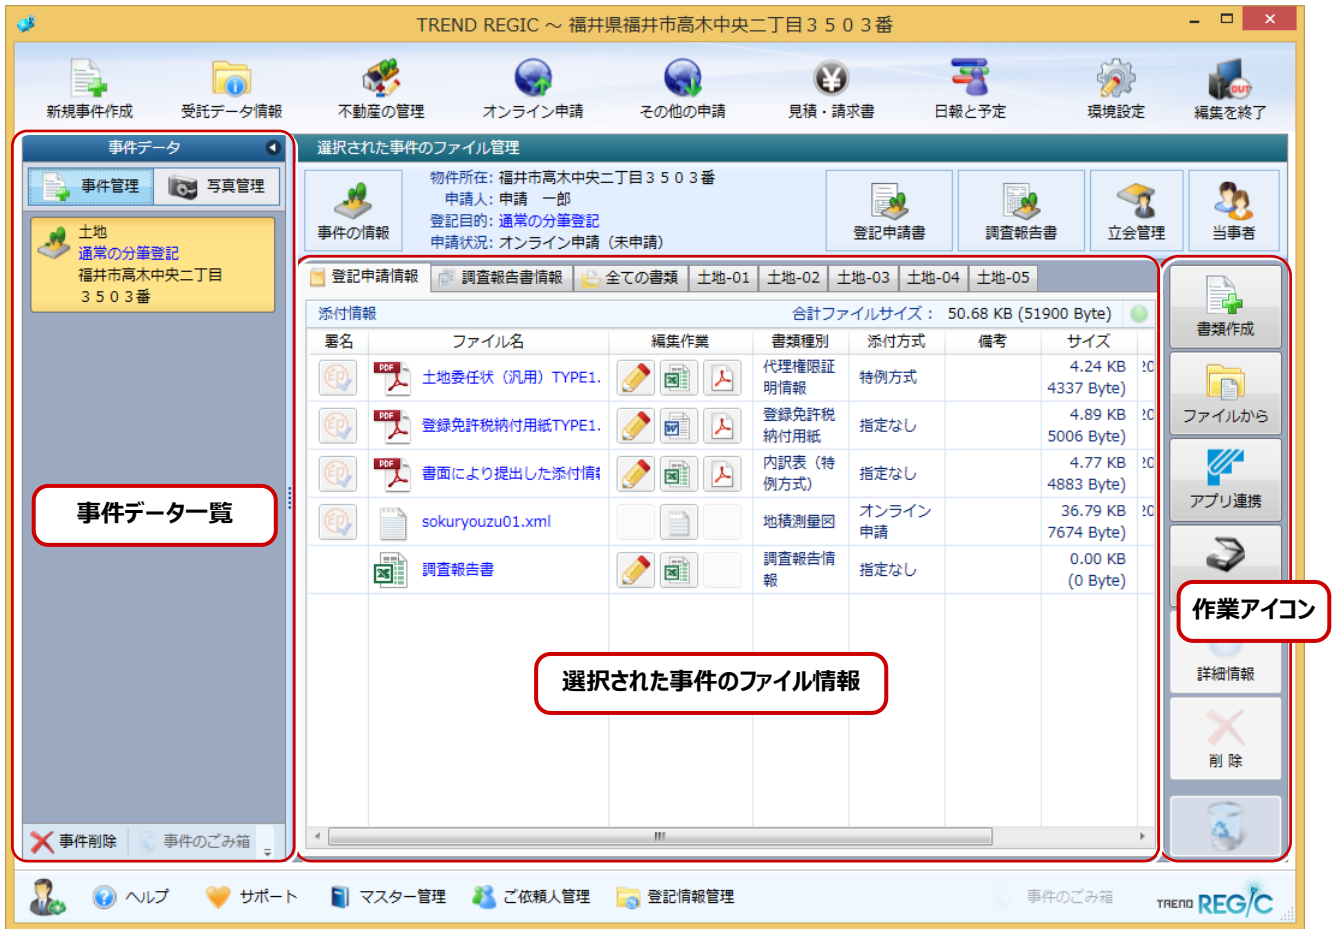 TREND REGIC ～ 福井県福井市高木中央二丁目３５０３番
新規事件作成
受託データ情報
不動産の管理
オンライン申請
その他の申請
見積・請求書
日報と予定
環境設定
OUT
編集を終了
事件データ
事件管理
写真管理
土地
通常の分筆登記
福井市高木中央二丁目
３５０３番
事件データ一覧
事件削除
事件のごみ箱
選択された事件のファイル管理
事件の情報
物件所在: 福井市高木中央二丁目３５０３番
申請人: 申請　一郎
登記目的: 通常の分筆登記
申請状況: オンライン申請（未申請）
登記申請書
調査報告書
立会管理
当事者
登記申請情報
調査報告書情報
全ての書類
土地-01
土地-02
土地-03
土地-04
土地-05
添付情報
合計ファイルサイズ： 50.68 KB (51900 Byte)
署名 ファイル名 編集作業 書類種別 添付方式 備考 サイズ
PDF 土地委任状（汎用）TYPE1. 代理権限証明情報 特例方式 4.24 KB 20
4337 Byte)
PDF 登録免許税納付用紙TYPE1. 登録免許税納付用紙 指定なし 4.89 KB 20
5006 Byte)
PDF 書面により提出した添付情 内訳表（特例方式） 指定なし 4.77 KB 20
4883 Byte)
sokuryouzu01.xml 地積測量図 オンライン申請 36.79 KB 20
7674 Byte)
調査報告書 調査報告情報 指定なし 0.00 KB
(0 Byte)
選択された事件のファイル情報
書類作成
ファイルから
アプリ連携
作業アイコン
詳細情報
削 除
ヘルプ
サポート
マスター管理
ご依頼人管理
登記情報管理
事件のごみ箱
TREND REGIC